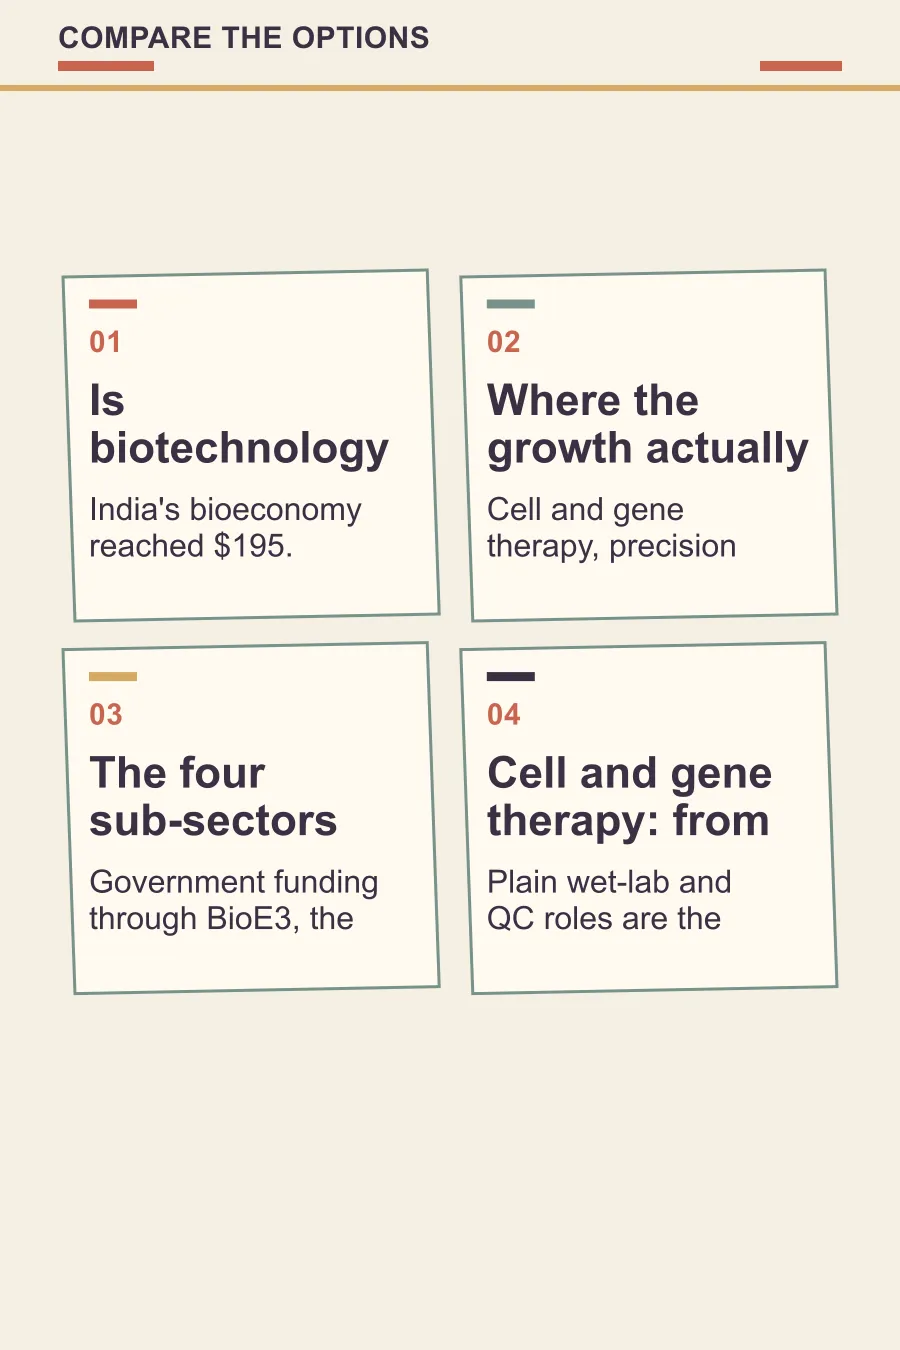 COMPARE THE OPTIONS
01
Is
biotechnology
India's bioeconomy
reached $195.
02
Where the
growth actually
Cell and gene
therapy, precision
03
The four
sub-sectors
Government funding
through BioE3, the
04
Cell and gene
therapy: from
Plain wet-lab and
QC roles are the